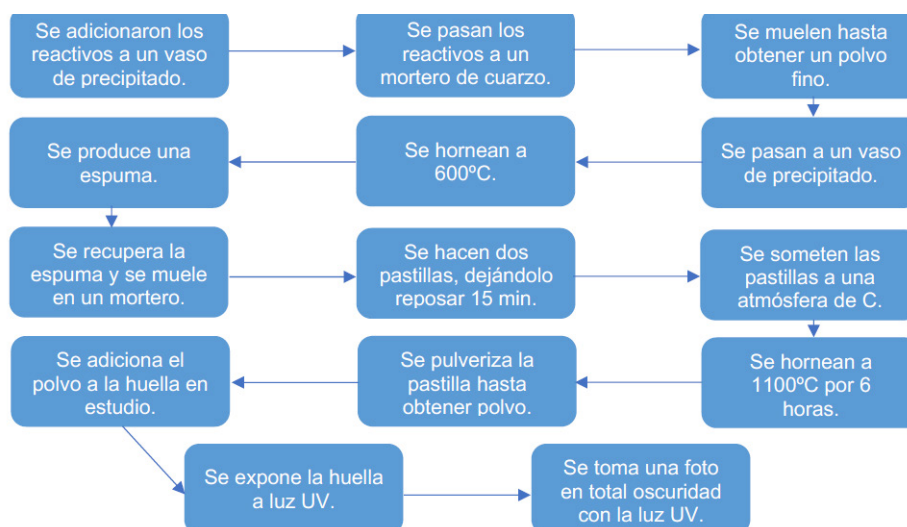 Se adicionaron los
reactivos a un vaso
de precipitado.
Se pasan los
reactivos a un
mortero de cuarzo.
Se muelen hasta
obtener un polvo
fino.
Se pasan a un vaso
de precipitado.
Se hornean a
600ºC.
Se produce una
espuma.
Se recupera la
espuma y se muele
en un mortero.
Se hacen dos
pastillas, dejándolo
reposar 15 min.
Se someten las
pastillas a una
atmósfera de C.
Se hornean a
1100ºC por 6
horas.
Se pulveriza la
pastilla hasta
obtener polvo.
Se adiciona el
polvo a la huella en
estudio.
Se expone la huella
a luz UV.
Se toma una foto
en total oscuridad
con la luz UV.